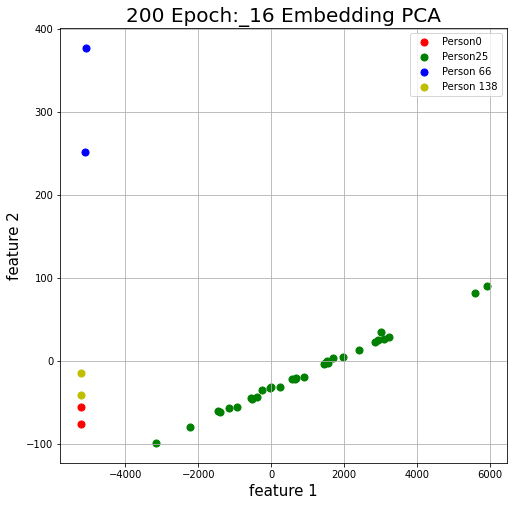 200 Epoch:_16 Embedding PCA
Person0
Person25
Person 66
Person 138
feature 2
400
300
200
100
0
−100
−4000 −2000 0 2000 4000 6000
feature 1